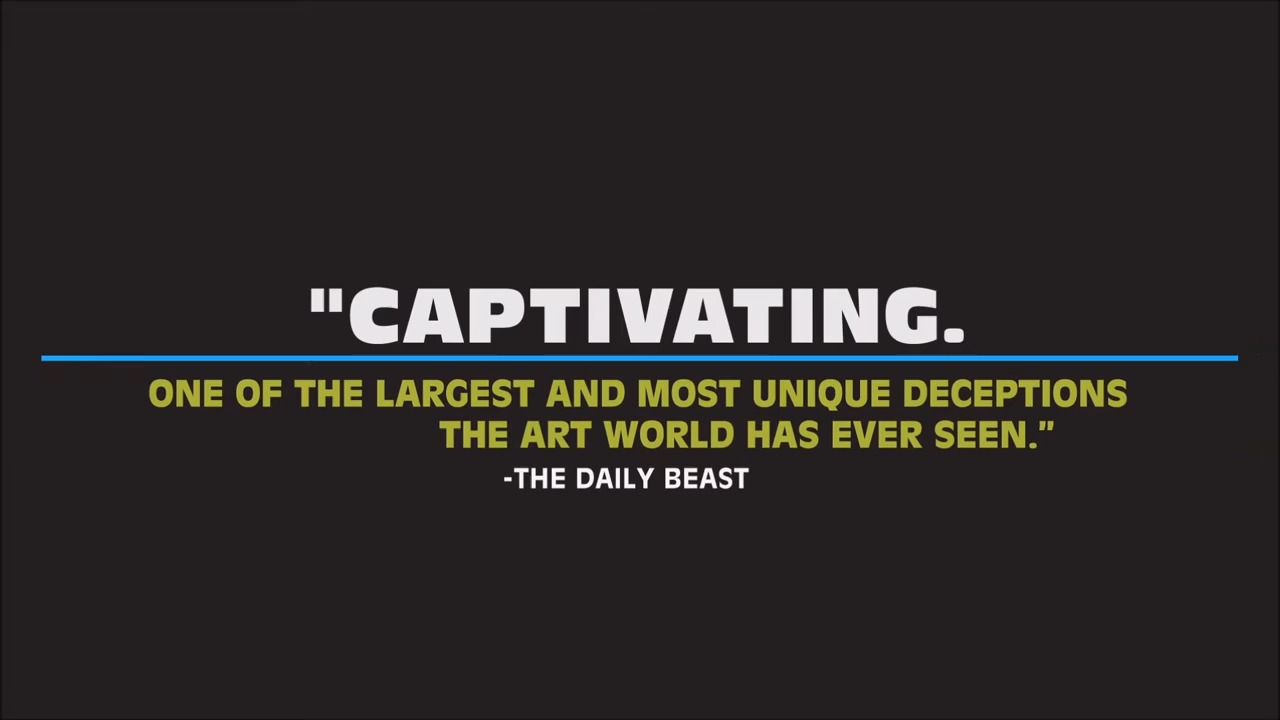 "CAPTIVATING.
ONE OF THE LARGEST AND MOST UNIQUE DECEPTIONS
THE ART WORLD HAS EVER SEEN.”
-THE DAILY BEAST